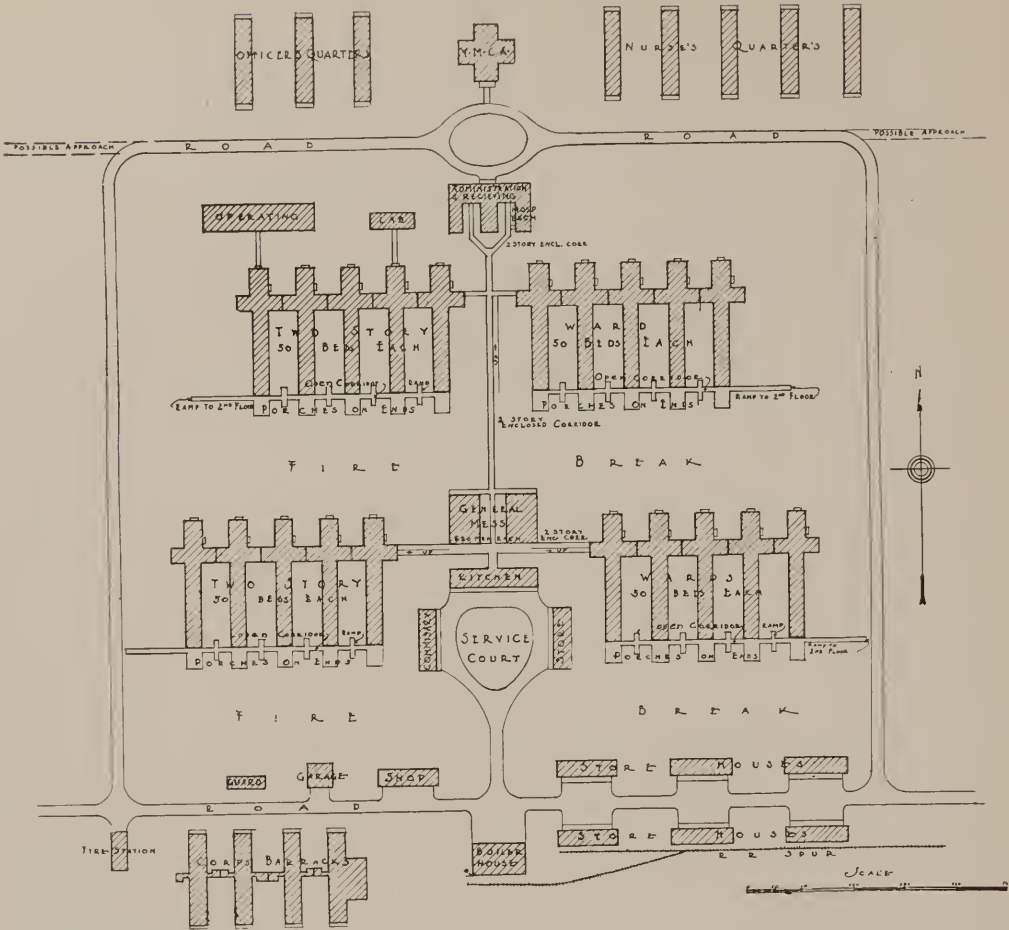 OFFICERS QUARTERS
Y.M.C.A.
NURSE'S QUARTER'S
POSSIBLE APPROACH
ROAD
ROAD
POSSIBLE APPROACH
ADMINISTRATION
& RECIEVING
OPERATING
LAB
2 STORY ENCL. CORR
N
TWO STORY
50 BEDS EACH
WARD
50 BEDS EACH
OPEN CORRIDOR
RAMP
OPEN CORRIDOR
RAMP TO 2ND FLOOR
PORCHES ON ENDS
PORCHES ON ENDS
RAMP TO 2ND FLOOR
2 STORY
ENCLOSED CORRIDOR
FIRE BREAK
GENERAL
MESS
2 STORY
ENC CORR
UP
UP
KITCHEN
TWO STORY
50 BEDS EACH
WARDS
50 BEDS EACH
OPEN CORRIDOR
RAMP
OPEN CORRIDOR
RAMP
PORCHES ON ENDS
COMMISARY
SERVICE
COURT
STORE
PORCHES ON ENDS
RAMP TO
2ND FLOOR
FIRE BREAK
GUARD
GARAGE
SHOP
STORE HOUSES
ROAD
FIRE STATION
CORPS BARRACKS
BOILER
HOUSE
STORE HOUSES
R R SPUR
SCALE